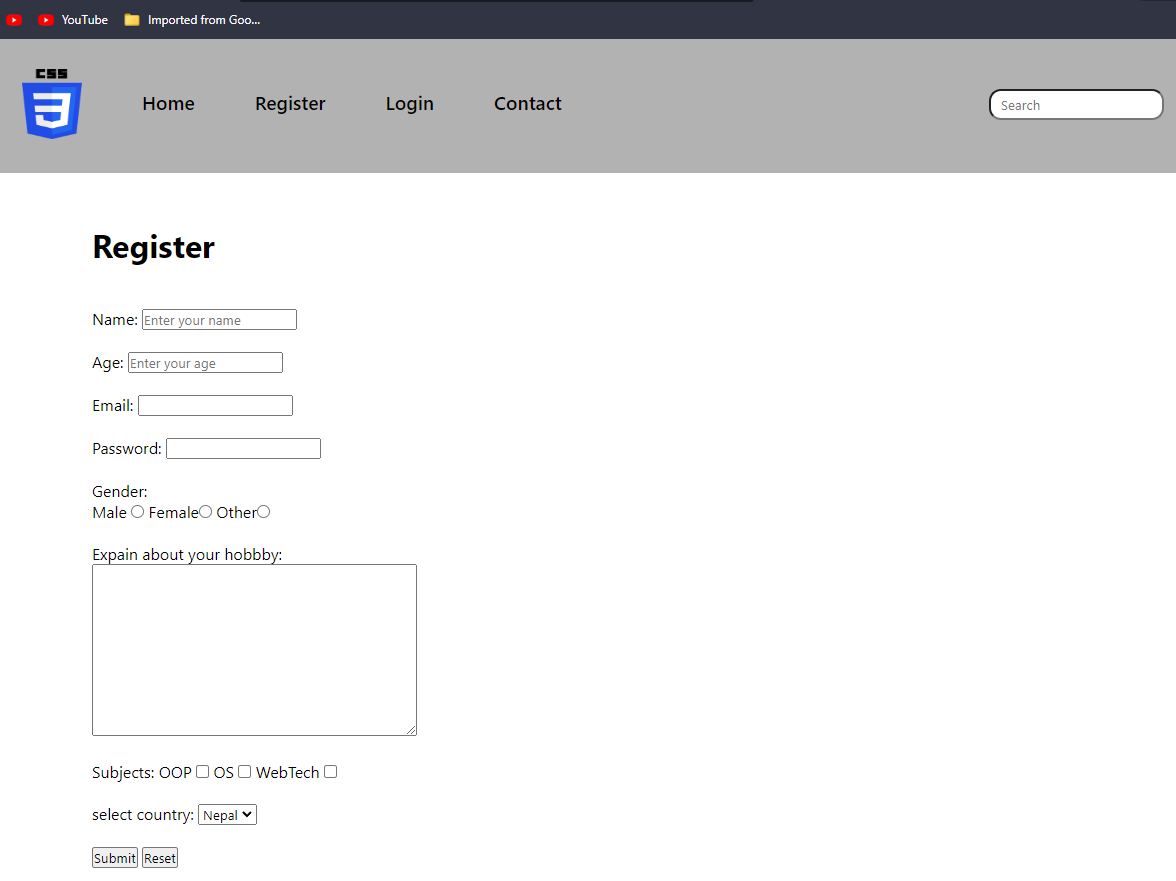 YouTube Imported from Goo...
CSS
Home Register Login Contact Search
Register
Name: Enter your name
Age: Enter your age
Email:
Password:
Gender:
Male Female Other
Expain about your hobbby:
Subjects: OOP OS WebTech
select country: Nepal
Submit Reset